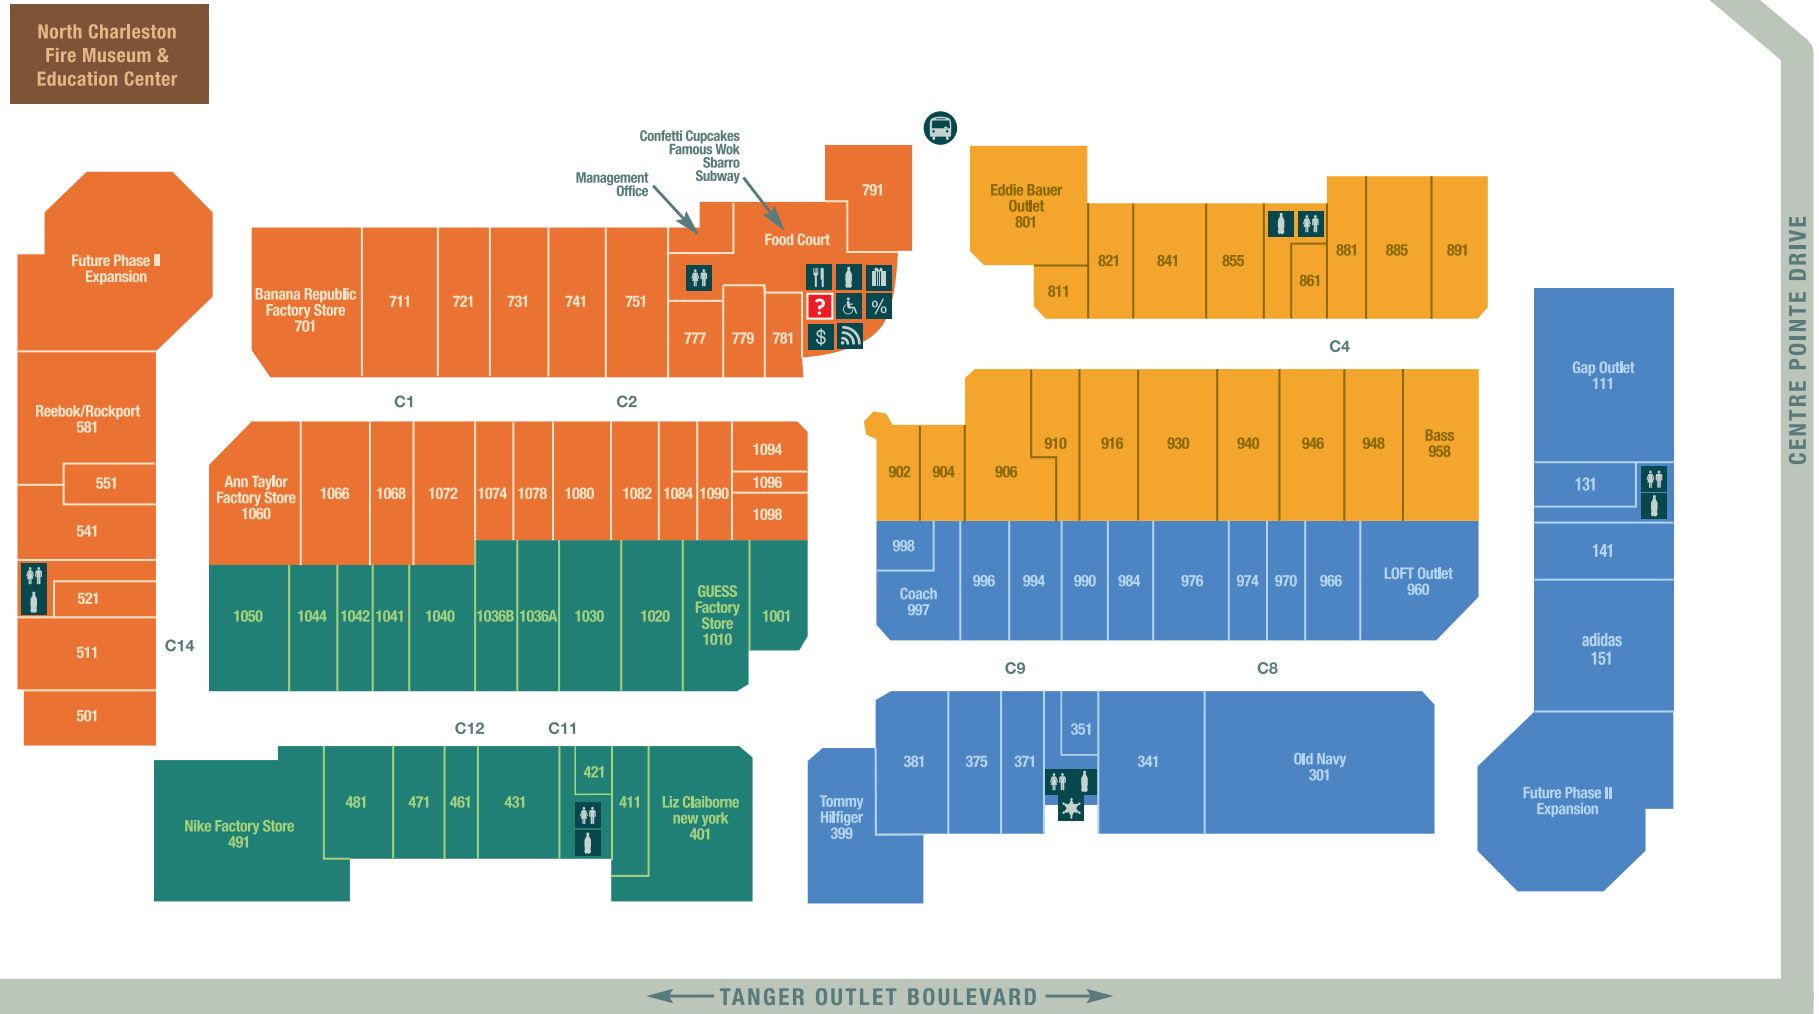 North Charleston
Fire Museum &
Education Center
Confetti Cupcakes
Famous Wok
Sbarro
Subway
Management
Office
791
Food Court
Future Phase II
Expansion
Banana Republic
Factory Store
701
711
721
731
741
751
777
779
781
?
%
$
Eddie Bauer
Outlet
801
811
821
841
855
861
881
885
891
C4
CENTRE POINTE DRIVE
Gap Outlet
111
131
141
adidas
151
Future Phase II
Expansion
Reebok/Rockport
581
551
541
521
511
501
C14
C1
C2
Ann Taylor
Factory Store
1060
1066
1068
1072
1074
1078
1080
1082
1084
1090
1094
1096
1098
1050
1044
1042
1041
1040
1036B
1036A
1030
1020
GUESS
Factory
Store
1010
1001
902
904
906
910
916
930
940
946
948
Bass
958
998
Coach
997
996
994
990
984
976
974
970
966
LOFT Outlet
960
C9
C8
C12
C11
Nike Factory Store
491
481
471
461
431
421
411
Liz Claiborne
new york
401
Tommy
Hilfiger
399
381
375
371
351
341
Old Navy
301
TANGER OUTLET BOULEVARD